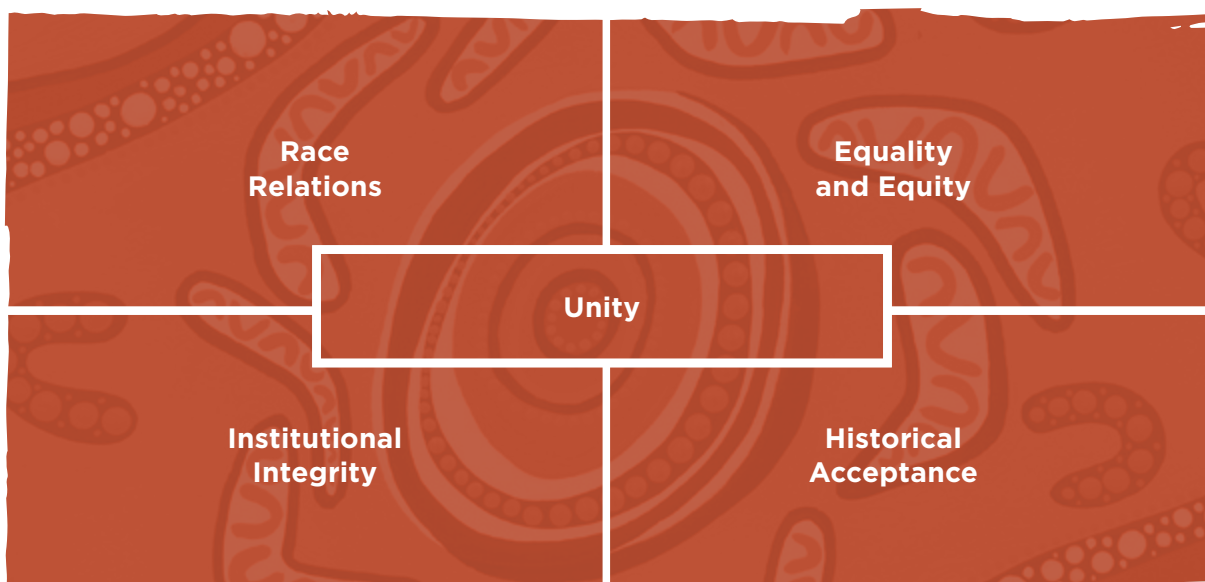 Race
Relations
Equality
and Equity
Unity
Institutional
Integrity
Historical
Acceptance